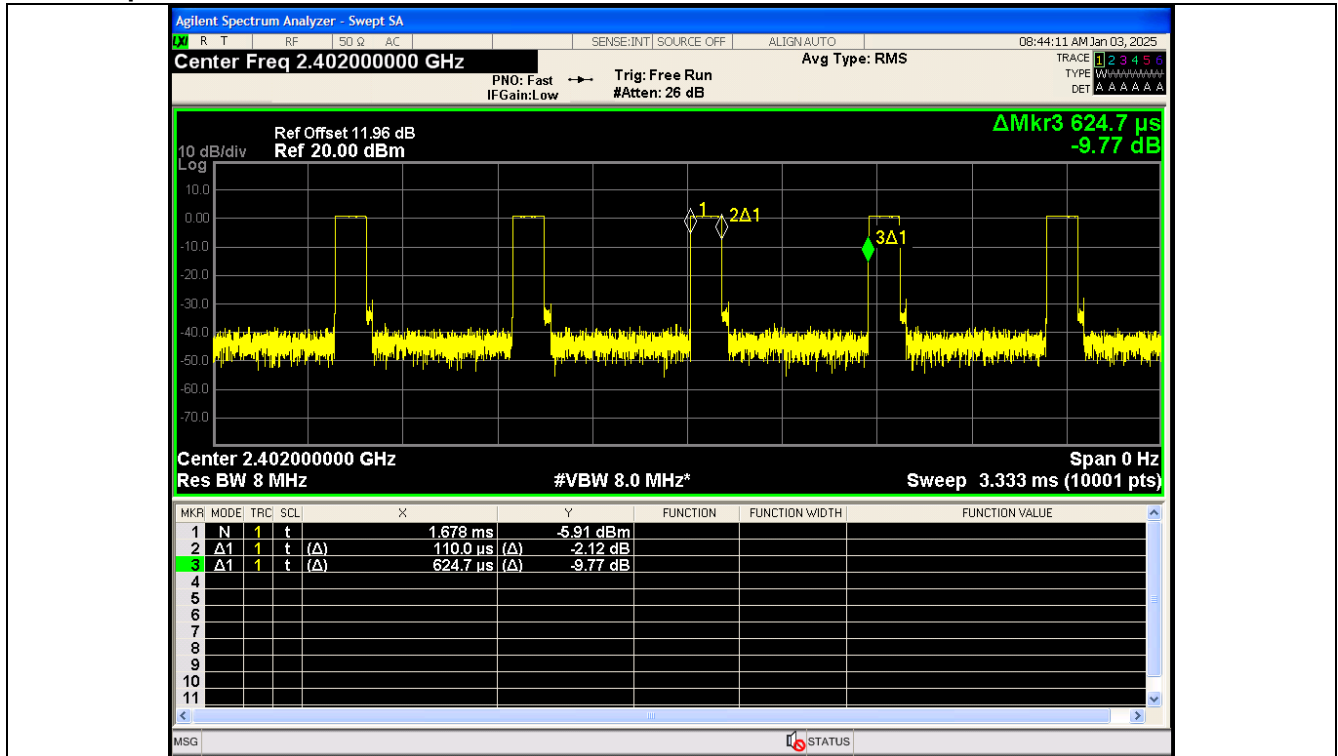 Agilent Spectrum Analyzer - Swept SA
LXI R T RF 50 Ω AC SENSE:INT SOURCE OFF ALIGN AUTO 08:44:11 AM Jan 03, 2025
Center Freq 2.402000000 GHz Avg Type: RMS TRACE 1 2 3 4 5 6
PNO: Fast Trig: Free Run TYPE WWWWWW
IFGain:Low #Atten: 26 dB DET A A A A A A
ΔMkr3 624.7 µs
Ref Offset 11.96 dB
10 dB/div Ref 20.00 dBm -9.77 dB
Log
10.0
0.00
-10.0
-20.0
-30.0
-40.0
-50.0
-60.0
-70.0
1
2Δ1
3Δ1
Center 2.402000000 GHz Span 0 Hz
Res BW 8 MHz #VBW 8.0 MHz* Sweep 3.333 ms (10001 pts)
MKR MODE TRC SCL X Y FUNCTION FUNCTION WIDTH FUNCTION VALUE
1 N 1 t 1.678 ms -5.91 dBm
2 Δ1 1 t (Δ) 110.0 µs (Δ) -2.12 dB
3 Δ1 1 t (Δ) 624.7 µs (Δ) -9.77 dB
4
5
6
7
8
9
10
11
MSG STATUS